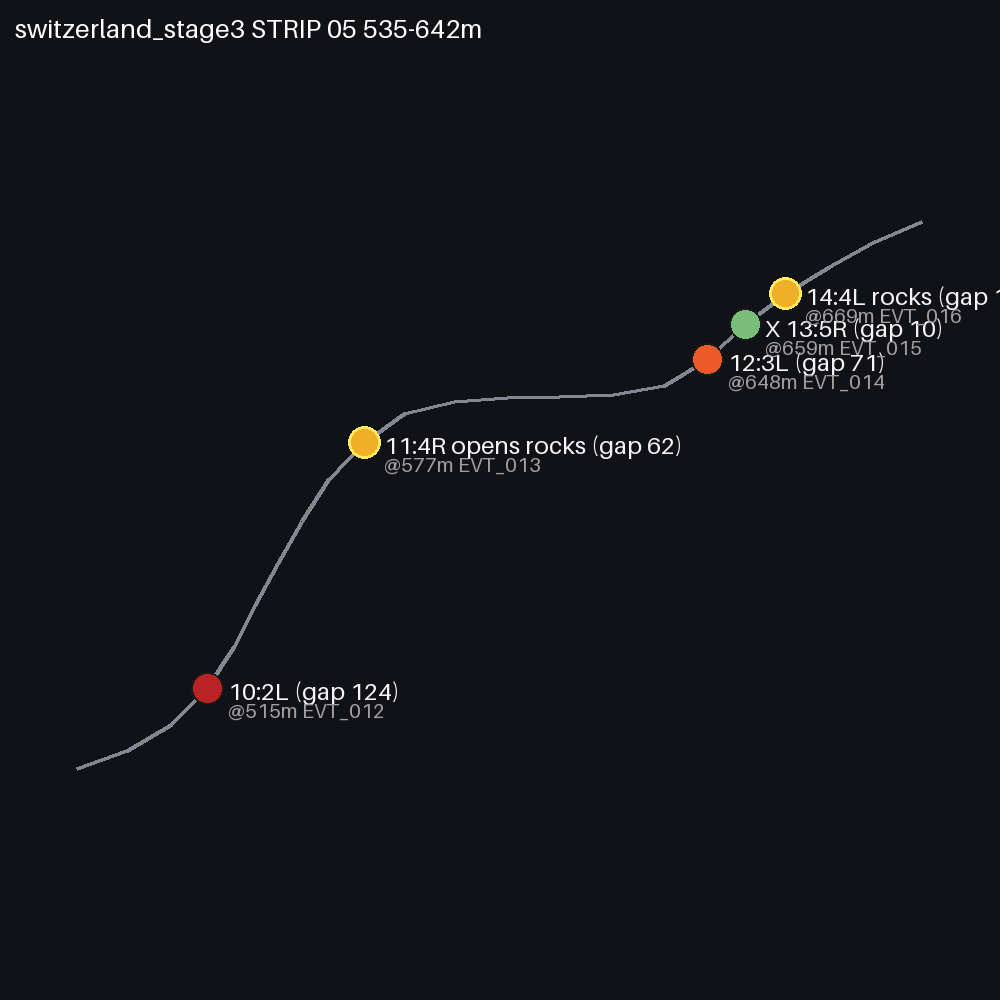 switzerland_stage3 STRIP 05 535-642m
14:4L rocks (gap 1
@669m EVT_016
X 13:5R (gap 10)
@659m EVT_015
12:3L (gap 71)
@648m EVT_014
11:4R opens rocks (gap 62)
@577m EVT_013
10:2L (gap 124)
@515m EVT_012